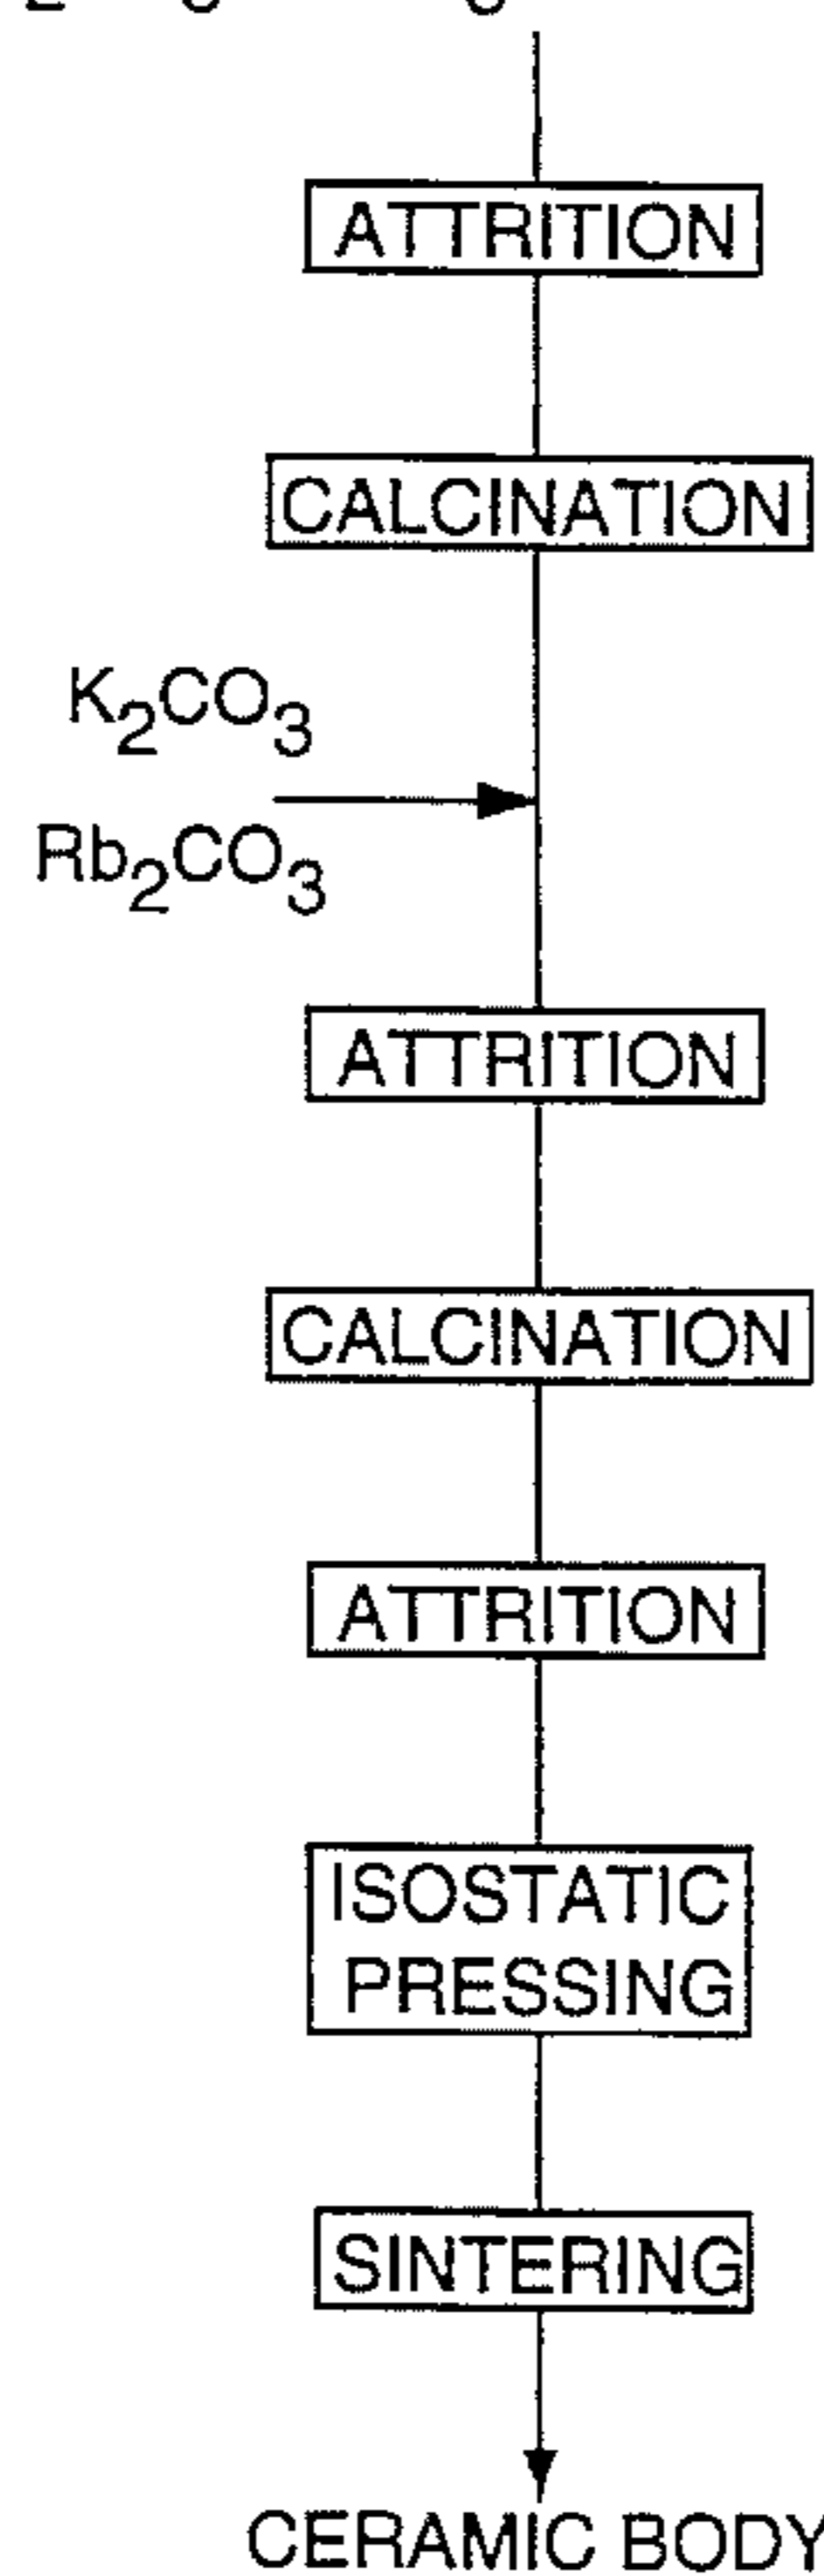 ATTRITION
CALCINATION
K₂CO₃
Rb₂CO₃
ATTRITION
CALCINATION
ATTRITION
ISOSTATIC
PRESSING
SINTERING
CERAMIC BODY